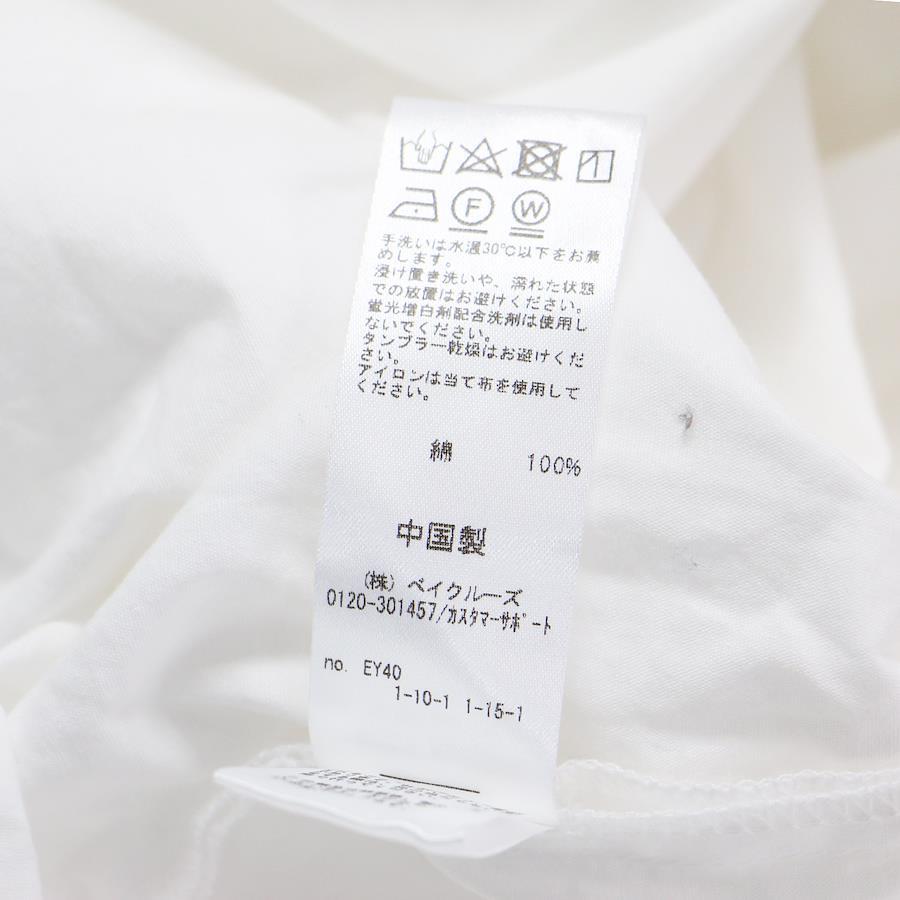 F W
手洗いは水温30℃以下をお薦
めします。
浸け置き洗いや、濡れた状態
での放置はお避けください。
蛍光増白剤配合洗剤は使用し
ないでください。
タンブラー乾燥はお避けくだ
さい。
アイロンは当て布を使用して
ください。
綿 100%
中国製
(株)ベイクルーズ
0120-301457/カスタマーサポート
no. EY40
1-10-1 1-15-1